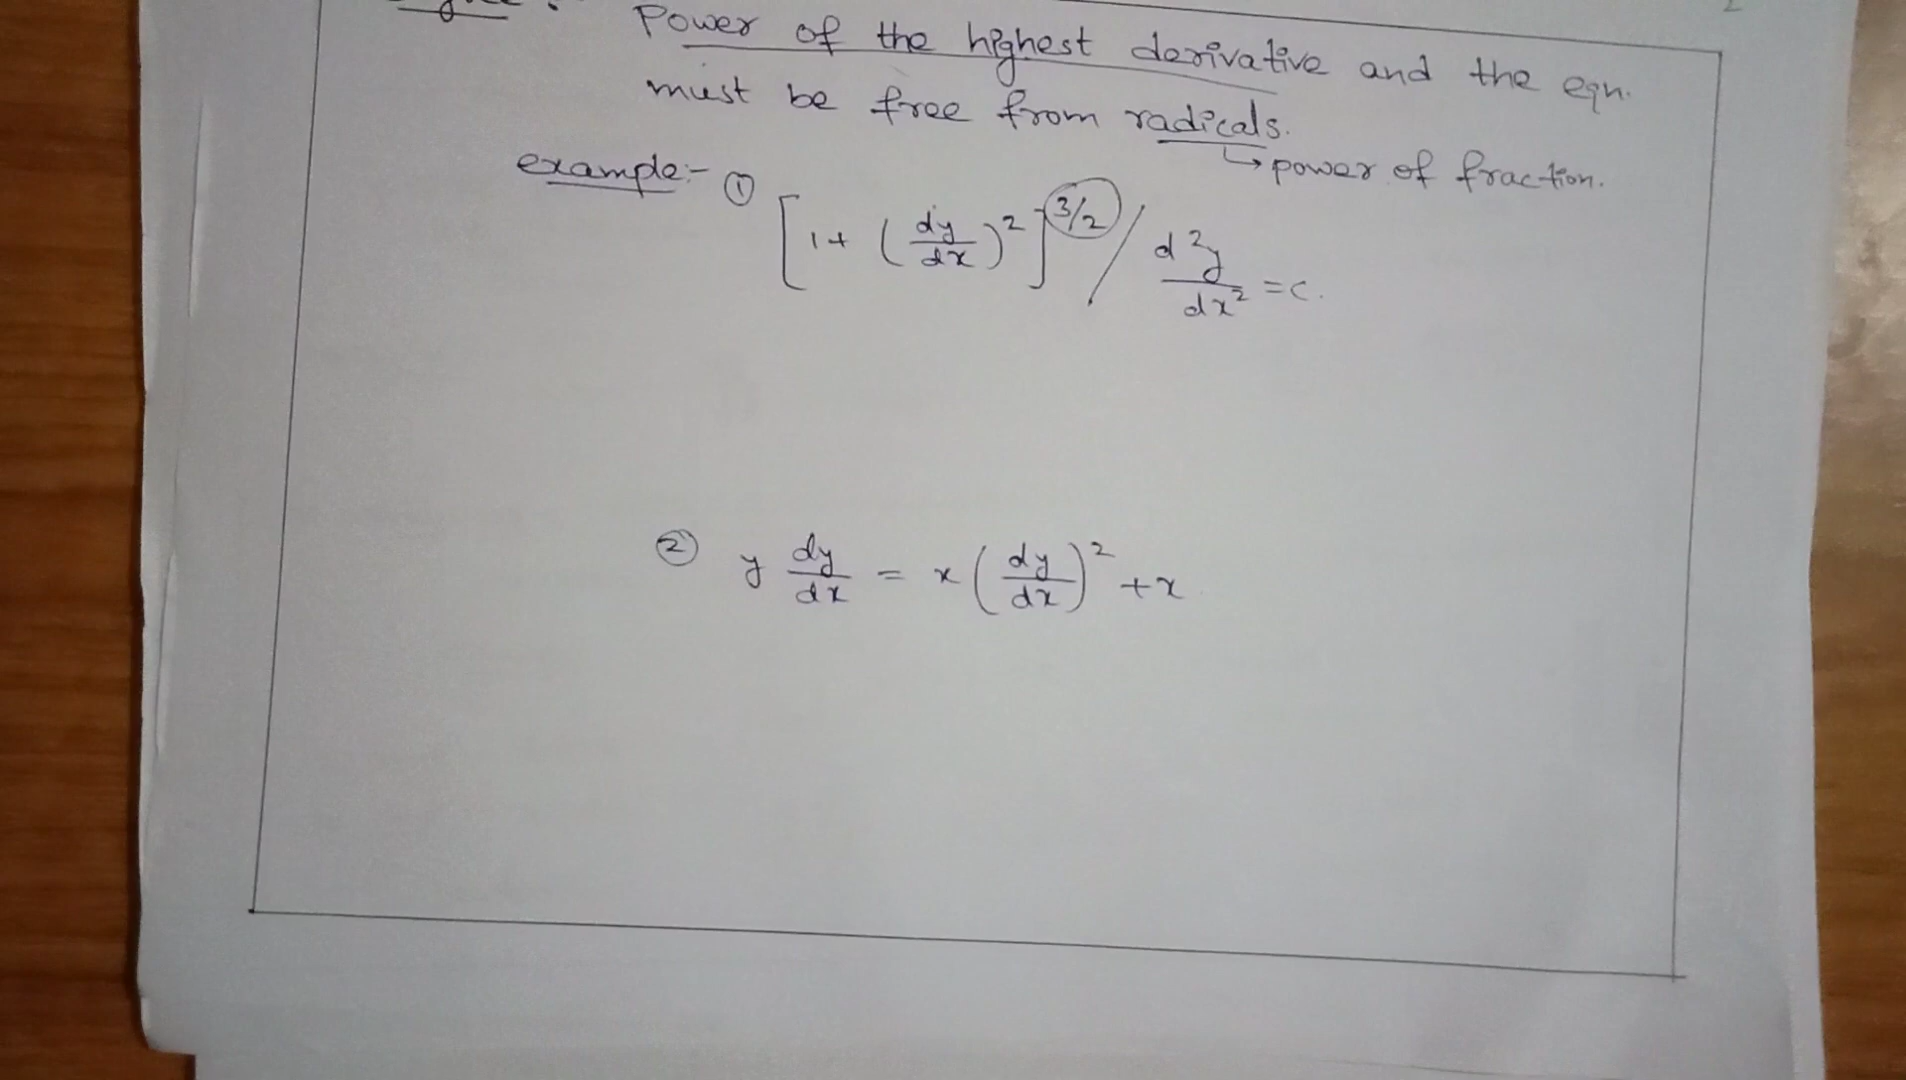 Power of the highest derivative and the eqn.
must be free from radicals.
↳ power of fraction.
example:- ① [1+ (dy/dx)²]^3/2 / d²y/dx² = c.
② y dy/dx = x (dy/dx)² + x